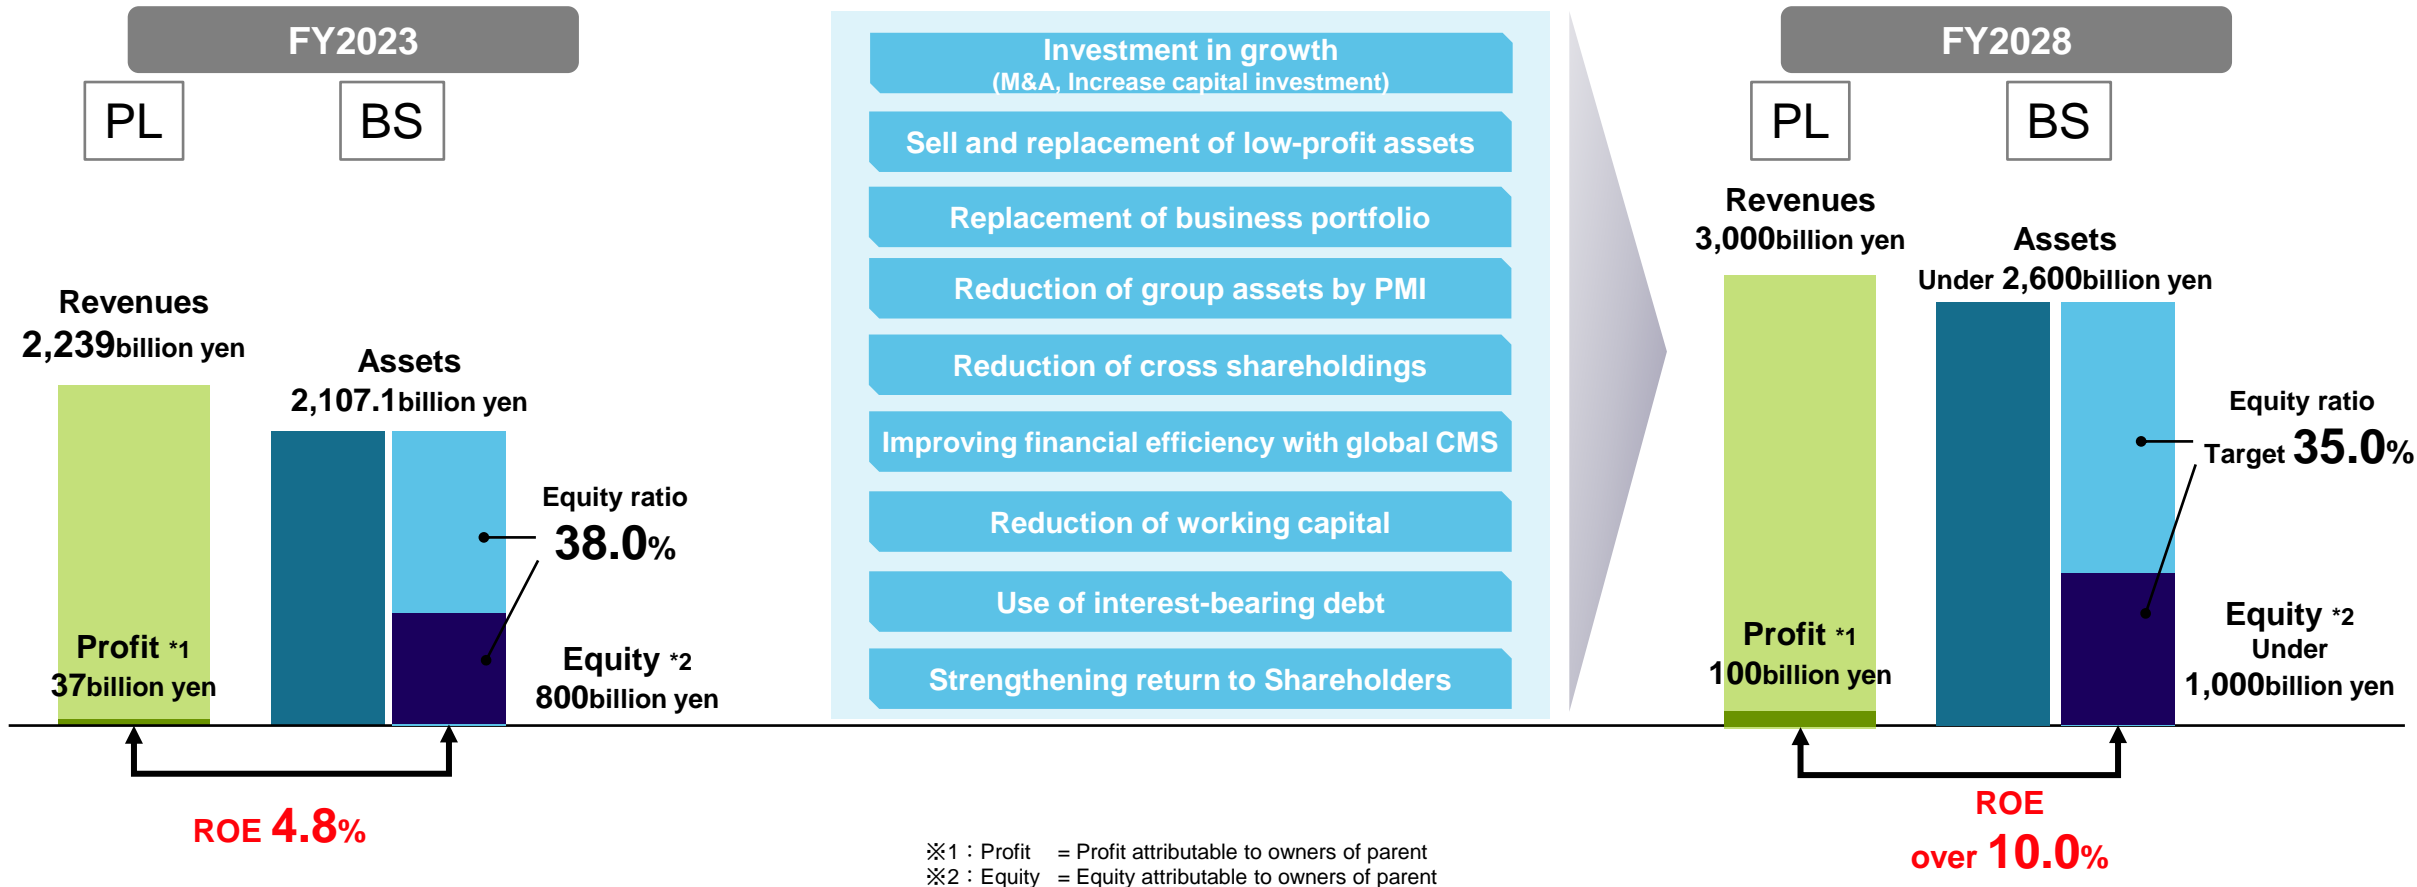 FY2023
PL
BS
Revenues
2,239billion yen
Assets
2,107.1billion yen
Equity ratio
38.0%
Profit *1
37billion yen
Equity *2
800billion yen
ROE 4.8%
Investment in growth
(M&A, Increase capital investment)
Sell and replacement of low-profit assets
Replacement of business portfolio
Reduction of group assets by PMI
Reduction of cross shareholdings
Improving financial efficiency with global CMS
Reduction of working capital
Use of interest-bearing debt
Strengthening return to Shareholders
FY2028
PL
BS
Revenues
3,000billion yen
Assets
Under 2,600billion yen
Equity ratio
Target 35.0%
Profit *1
100billion yen
Equity *2
Under
1,000billion yen
ROE
over 10.0%
※1：Profit = Profit attributable to owners of parent
※2：Equity = Equity attributable to owners of parent